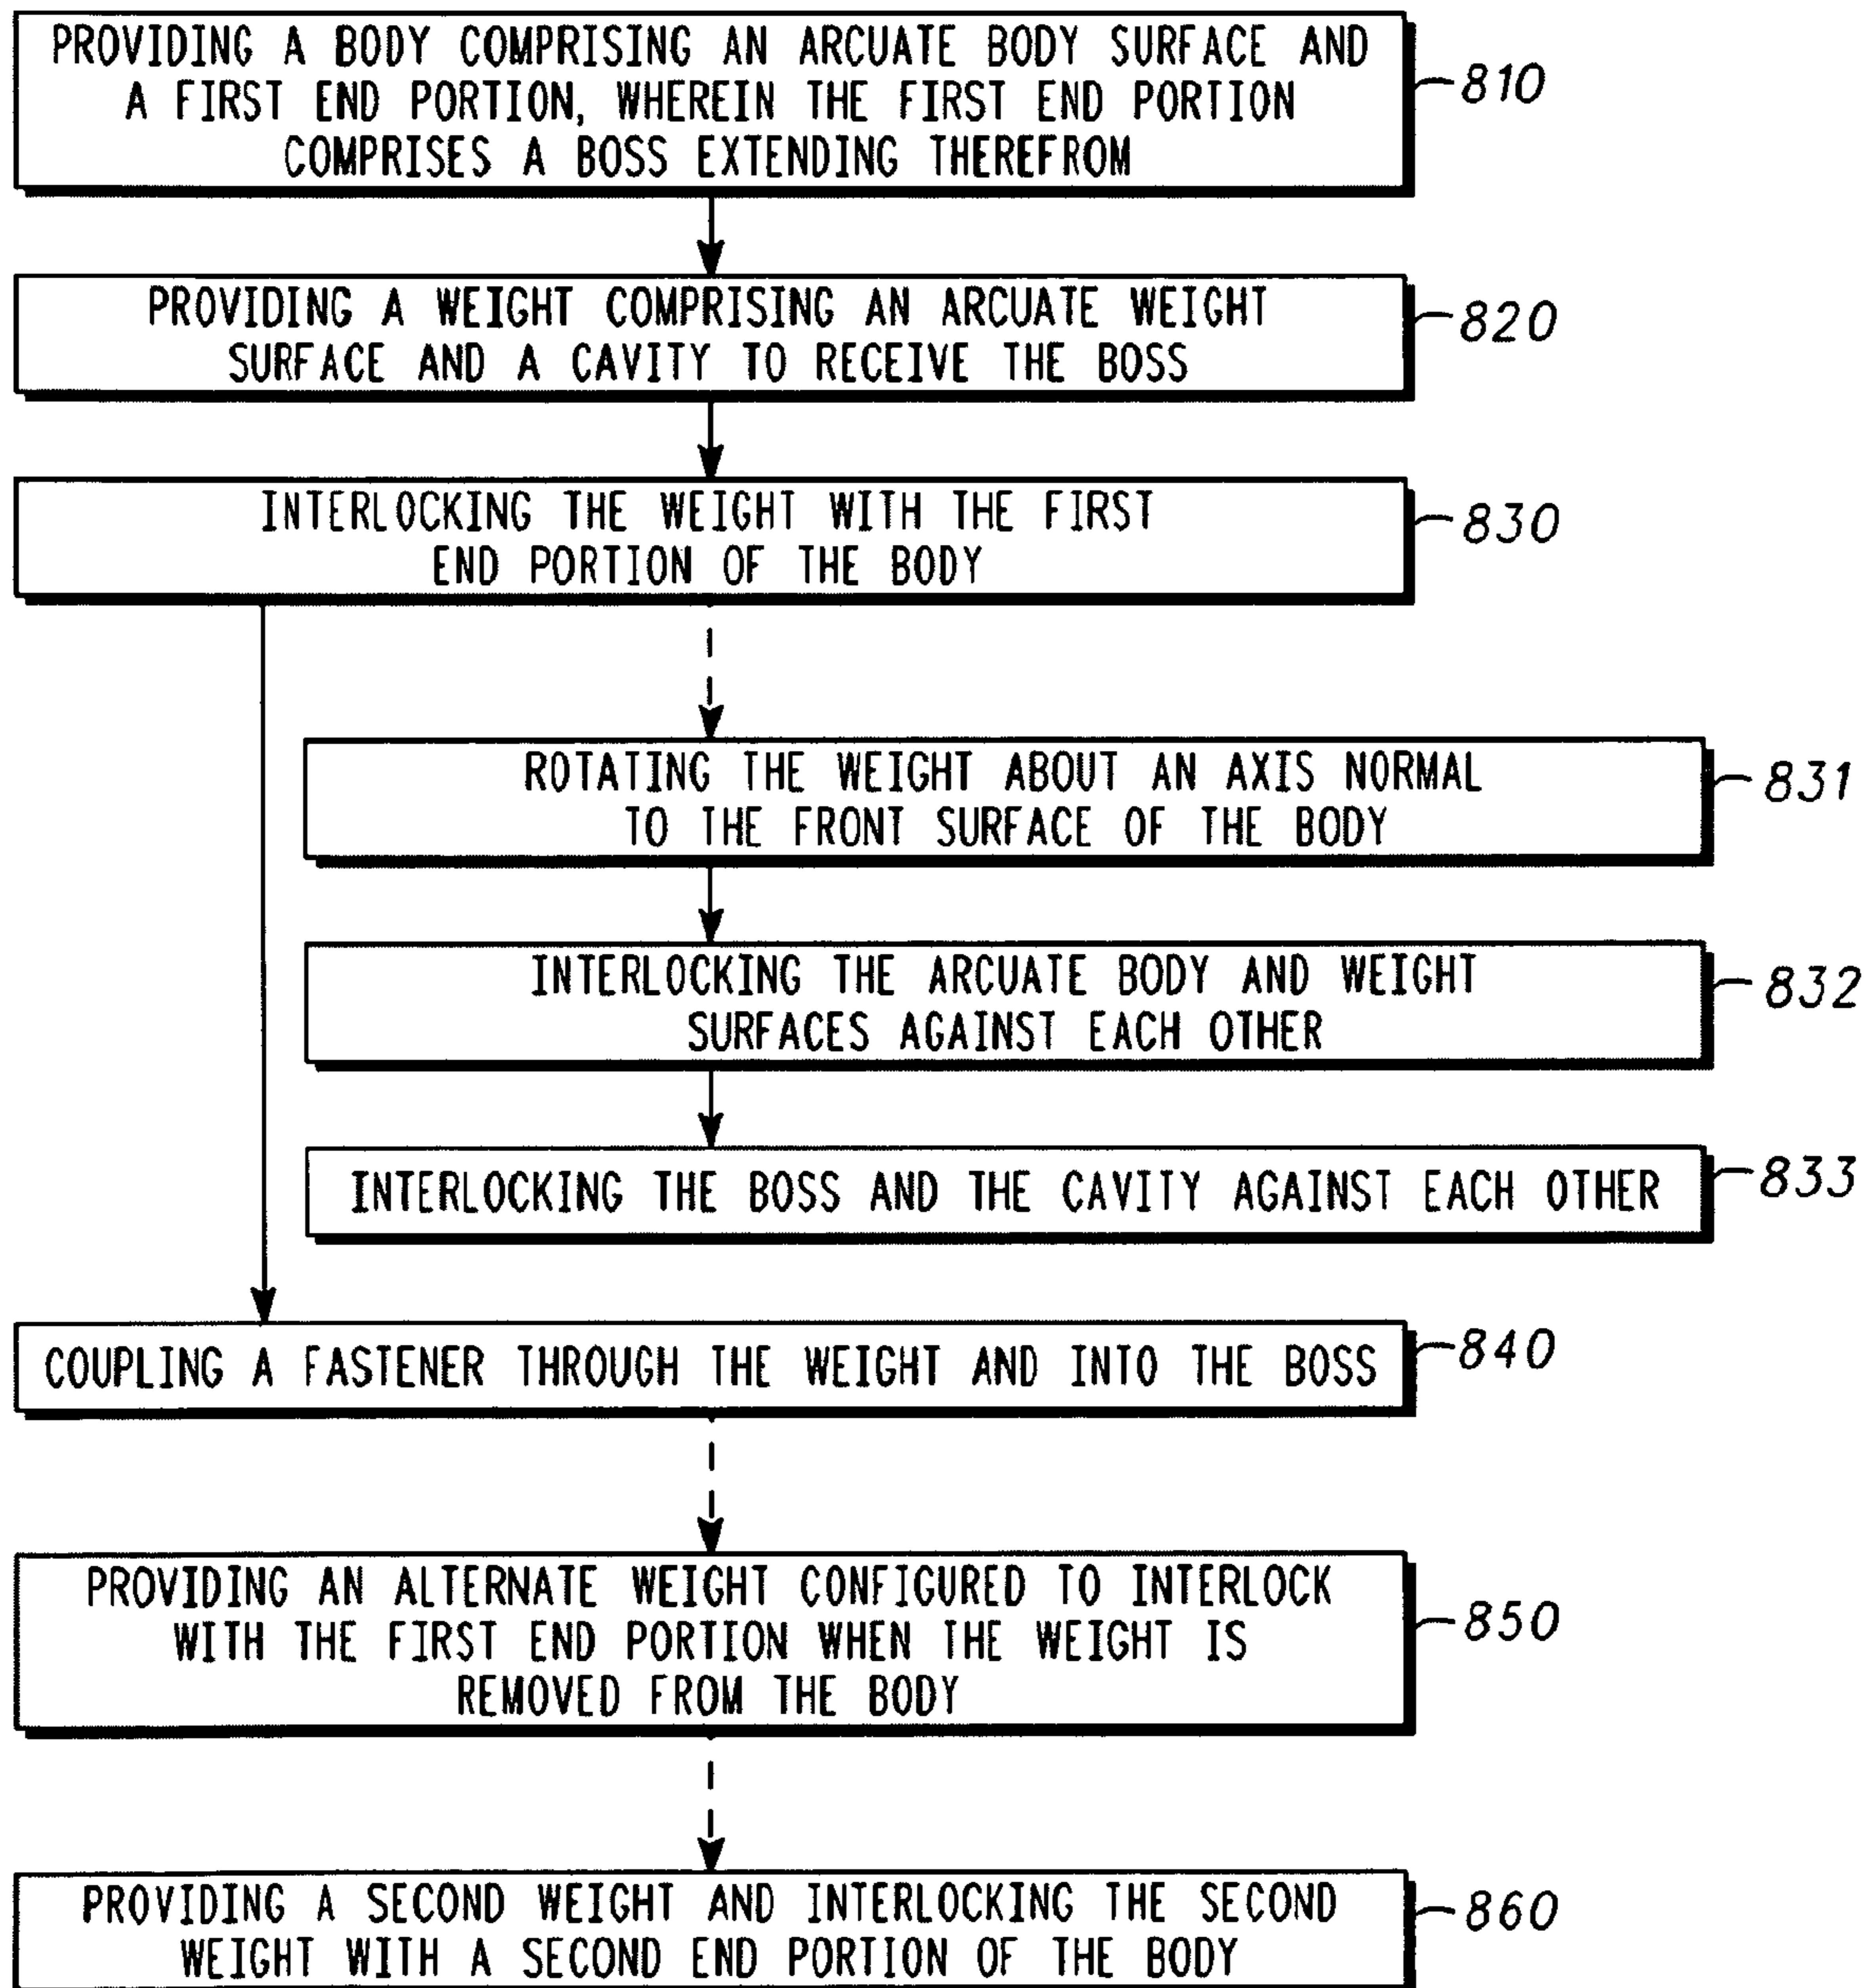 PROVIDING A BODY COMPRISING AN ARCUATE BODY SURFACE AND
A FIRST END PORTION, WHEREIN THE FIRST END PORTION
COMPRISES A BOSS EXTENDING THEREFROM
810
PROVIDING A WEIGHT COMPRISING AN ARCUATE WEIGHT
SURFACE AND A CAVITY TO RECEIVE THE BOSS
820
INTERLOCKING THE WEIGHT WITH THE FIRST
END PORTION OF THE BODY
830
ROTATING THE WEIGHT ABOUT AN AXIS NORMAL
TO THE FRONT SURFACE OF THE BODY
831
INTERLOCKING THE ARCUATE BODY AND WEIGHT
SURFACES AGAINST EACH OTHER
832
INTERLOCKING THE BOSS AND THE CAVITY AGAINST EACH OTHER
833
COUPLING A FASTENER THROUGH THE WEIGHT AND INTO THE BOSS
840
PROVIDING AN ALTERNATE WEIGHT CONFIGURED TO INTERLOCK
WITH THE FIRST END PORTION WHEN THE WEIGHT IS
REMOVED FROM THE BODY
850
PROVIDING A SECOND WEIGHT AND INTERLOCKING THE SECOND
WEIGHT WITH A SECOND END PORTION OF THE BODY
860